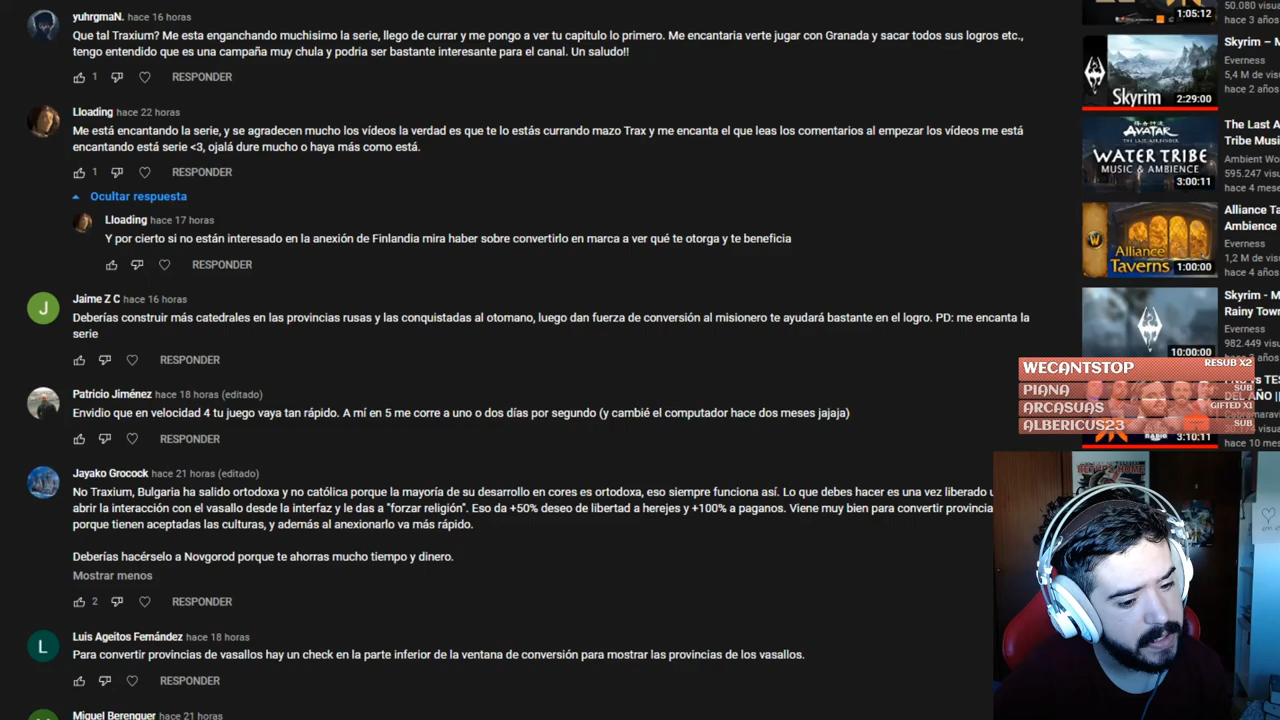 yuhrgmaN. hace 16 horas
Que tal Traxium? Me esta enganchando muchisimo la serie, llego de currar y me pongo a ver tu capitulo lo primero. Me encantaria verte jugar con Granada y sacar todos sus logros etc.,
tengo entendido que es una campaña muy chula y podria ser bastante interesante para el canal. Un saludo!!
1 RESPONDER
Lloading hace 22 horas
Me está encantando la serie, y se agradecen mucho los vídeos la verdad es que te lo estás currando mazo Trax y me encanta el que leas los comentarios al empezar los vídeos me está
encantando está serie <3, ojalá dure mucho o haya más como está.
1 RESPONDER
Ocultar respuesta
Lloading hace 17 horas
Y por cierto si no están interesado en la anexión de Finlandia mira haber sobre convertirlo en marca a ver qué te otorga y te beneficia
RESPONDER
J
Jaime Z C hace 16 horas
Deberías construir más catedrales en las provincias rusas y las conquistadas al otomano, luego dan fuerza de conversión al misionero te ayudará bastante en el logro. PD: me encanta la
serie
RESPONDER
Patricio Jiménez hace 18 horas (editado)
Envidio que en velocidad 4 tu juego vaya tan rápido. A mí en 5 me corre a uno o dos días por segundo (y cambié el computador hace dos meses jajaja)
RESPONDER
Jayako Grocock hace 21 horas (editado)
No Traxium, Bulgaria ha salido ortodoxa y no católica porque la mayoría de su desarrollo en cores es ortodoxa, eso siempre funciona así. Lo que debes hacer es una vez liberado
abrir la interacción con el vasallo desde la interfaz y le das a "forzar religión". Eso da +50% deseo de libertad a herejes y +100% a paganos. Viene muy bien para convertir
porque tienen aceptadas las culturas, y además al anexionarlo va más rápido.
Deberías hacérselo a Novgorod porque te ahorras mucho tiempo y dinero.
Mostrar menos
2 RESPONDER
L
Luis Ageitos Fernández hace 18 horas
Para convertir provincias de vasallos hay un check en la parte inferior de la ventana de conversión para mostrar las provincias de los vasallos.
RESPONDER
Miguel Berenguer hace 21 horas
1:05:12
50.080
hace 3 años
Skyrim
2:29:00
Skyrim –
Everness
5,4 M de
hace 2 años
AVATAR
WATER TRIBE
MUSIC & AMBIENCE
3:00:11
The Last
Tribe
Ambient
595.247
hace 4
Alliance
Taverns
1:00:00
Alliance
Ambience
Everness
1,2 M de
hace 4 años
10:00:00
Skyrim -
Rainy
Everness
982.449
WECANTSTOP RESUB X2
PIANA SUB
ARCASUAS GIFTED X1
ALBERICUS23 SUB
3:10:11
hace 10